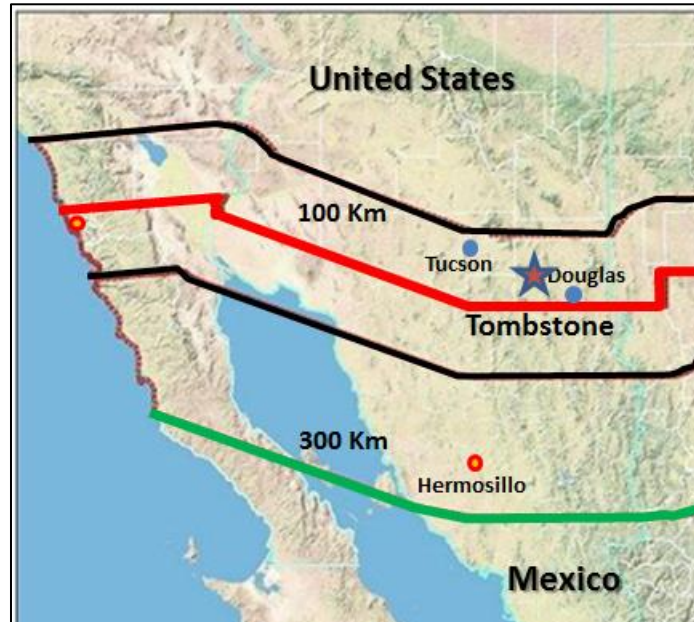 United States
100 Km
Tucson
Douglas
Tombstone
300 Km
Hermosillo
Mexico